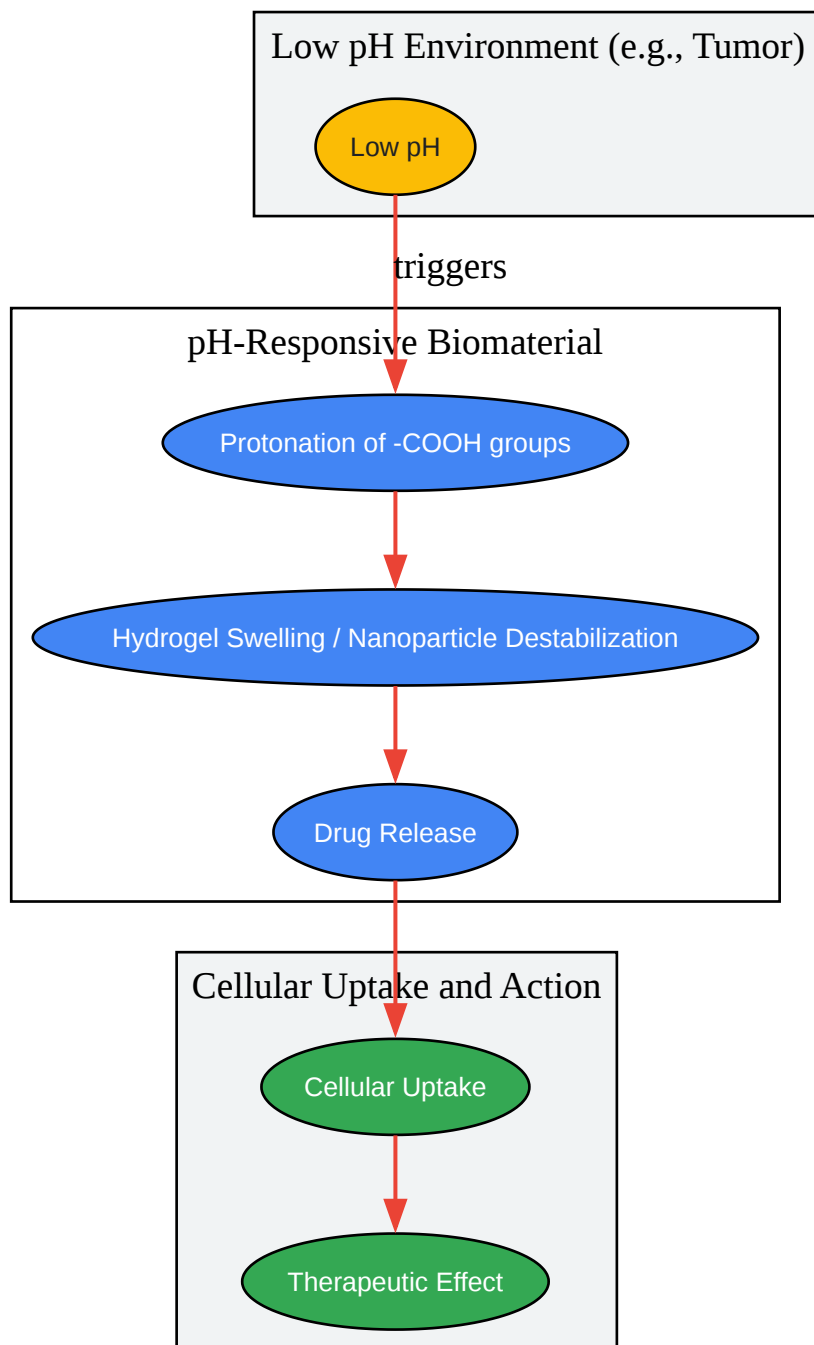 Low pH Environment (e.g., Tumor)
Low pH
triggers
pH-Responsive Biomaterial
Protonation of -COOH groups
Hydrogel Swelling / Nanoparticle Destabilization
Drug Release
Cellular Uptake and Action
Cellular Uptake
Therapeutic Effect